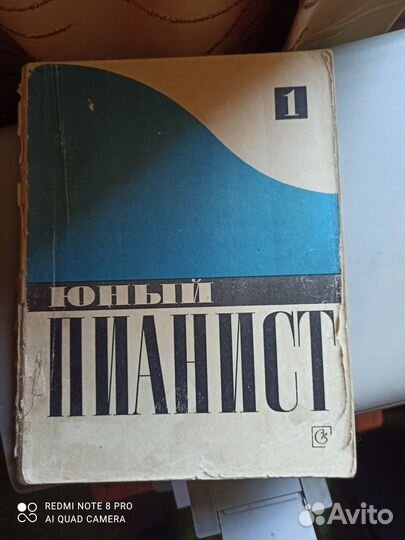 1
ЮНЫЙ
ПИАНИСТ
REDMI NOTE 8 PRO
AI QUAD CAMERA
Avito